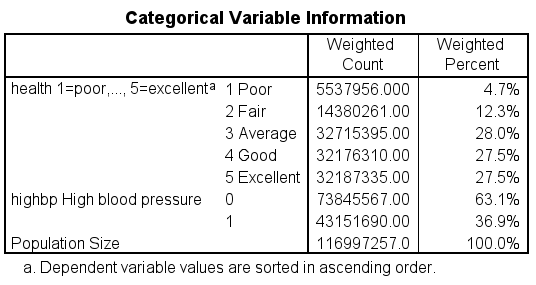 Categorical Variable Information
Weighted Count Weighted Percent
health 1=poor,..., 5=excellentᵃ 1 Poor 5537956.000 4.7%
2 Fair 14380261.00 12.3%
3 Average 32715395.00 28.0%
4 Good 32176310.00 27.5%
5 Excellent 32187335.00 27.5%
highbp High blood pressure 0 73845567.00 63.1%
1 43151690.00 36.9%
Population Size 116997257.0 100.0%
a. Dependent variable values are sorted in ascending order.